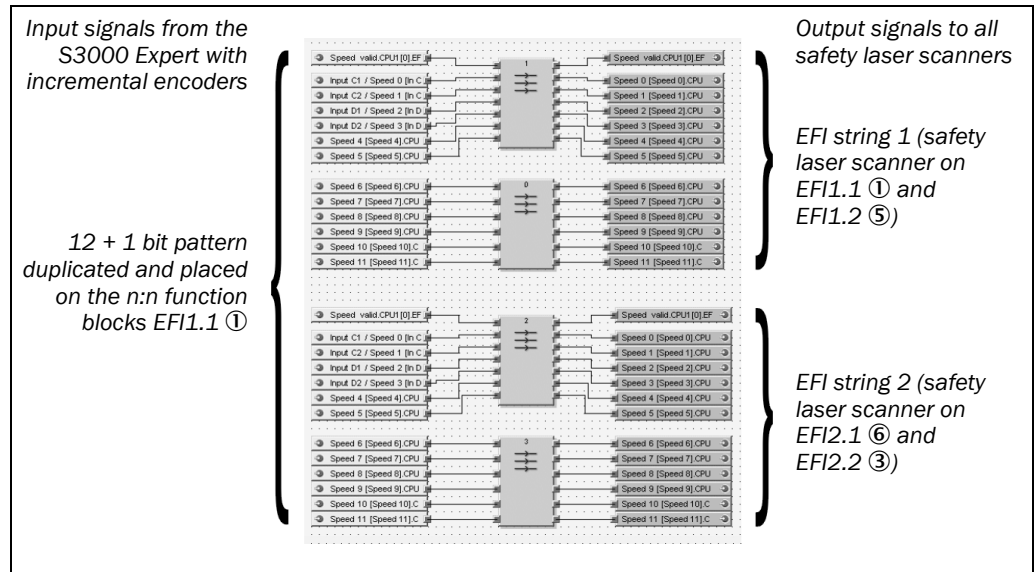 Input signals from the
S3000 Expert with
incremental encoders
12 + 1 bit pattern
duplicated and placed
on the n:n function
blocks EFI1.1 ①
Speed valid.CPU1[0].EF
Input C1 / Speed 0 [In C
Input C2 / Speed 1 [In C
Input D1 / Speed 2 [In D
Input D2 / Speed 3 [In D
Speed 4 [Speed 4].CPU
Speed 5 [Speed 5].CPU
1
Speed valid.CPU1[0].EF
Speed 0 [Speed 0].CPU
Speed 1 [Speed 1].CPU
Speed 2 [Speed 2].CPU
Speed 3 [Speed 3].CPU
Speed 4 [Speed 4].CPU
Speed 5 [Speed 5].CPU
Speed 6 [Speed 6].CPU
Speed 7 [Speed 7].CPU
Speed 8 [Speed 8].CPU
Speed 9 [Speed 9].CPU
Speed 10 [Speed 10].C
Speed 11 [Speed 11].C
0
Speed 6 [Speed 6].CPU
Speed 7 [Speed 7].CPU
Speed 8 [Speed 8].CPU
Speed 9 [Speed 9].CPU
Speed 10 [Speed 10].C
Speed 11 [Speed 11].C
Speed valid.CPU1[0].EF
Input C1 / Speed 0 [In C
Input C2 / Speed 1 [In C
Input D1 / Speed 2 [In D
Input D2 / Speed 3 [In D
Speed 4 [Speed 4].CPU
Speed 5 [Speed 5].CPU
2
Speed valid.CPU1[0].EF
Speed 0 [Speed 0].CPU
Speed 1 [Speed 1].CPU
Speed 2 [Speed 2].CPU
Speed 3 [Speed 3].CPU
Speed 4 [Speed 4].CPU
Speed 5 [Speed 5].CPU
Speed 6 [Speed 6].CPU
Speed 7 [Speed 7].CPU
Speed 8 [Speed 8].CPU
Speed 9 [Speed 9].CPU
Speed 10 [Speed 10].C
Speed 11 [Speed 11].C
3
Speed 6 [Speed 6].CPU
Speed 7 [Speed 7].CPU
Speed 8 [Speed 8].CPU
Speed 9 [Speed 9].CPU
Speed 10 [Speed 10].C
Speed 11 [Speed 11].C
Output signals to all
safety laser scanners
EFI string 1 (safety
laser scanner on
EFI1.1 ① and
EFI1.2 ⑤)
EFI string 2 (safety
laser scanner on
EFI2.1 ⑥ and
EFI2.2 ③)